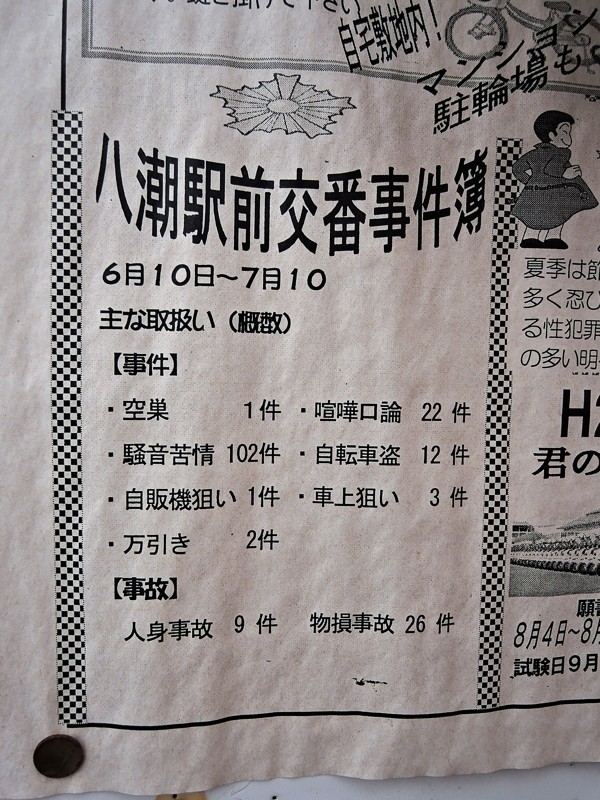 自宅敷地内!
マンション
駐輪場も
八潮駅前交番事件簿
6月10日~7月10
主な取扱い(概数)
【事件】
・空巣 1件 ・喧嘩口論 22件
・騒音苦情 102件 ・自転車盗 12件
・自販機狙い 1件 ・車上狙い 3件
・万引き 2件
【事故】
人身事故 9件 物損事故 26件
夏季は
多く忍び
る性犯罪
の多い明
君の
願書
8月4日~8月
試験日9月